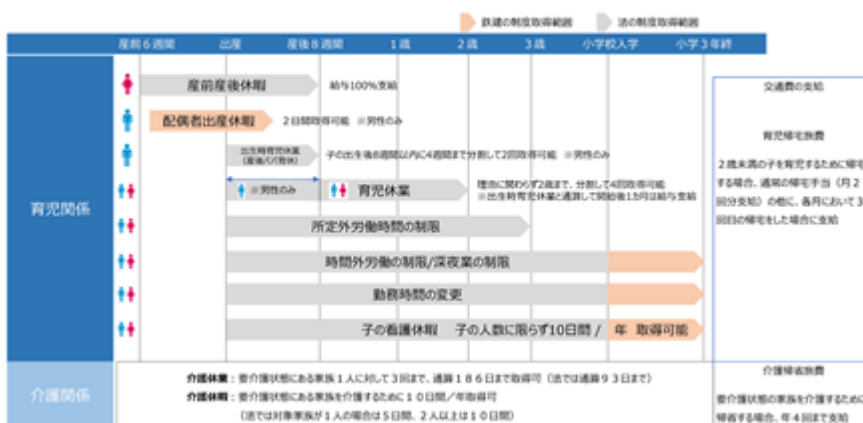 鉄建の制度取得範囲
法の制度取得範囲
産前6週間 出産 産後8週間 1歳 2歳 3歳 小学校入学 小学3年終
育児関係
産前産後休暇 給与100%支給
配偶者出産休暇 2日間取得可能 ※男性のみ
出生時育児休業
(産後パパ育休)
子の出生後8週間以内に4週間まで分割して2回取得可能 ※男性のみ
※男性のみ
育児休業
理由に関わらず2歳まで、分割して4回取得可能
※出生時育児休業と通算して開始後1カ月は給与支給
所定外労働時間の制限
時間外労働の制限/深夜業の制限
勤務時間の変更
子の看護休暇 子の人数に限らず10日間/年 取得可能
交通費の支給
育児帰宅旅費
2歳未満の子を育児するために帰宅
する場合、通常の帰宅手当(月2
回分支給)の他に、各月において3
回目の帰宅をした場合に支給
介護関係
介護休業:要介護状態にある家族1人に対して3回まで、通算186日まで取得可(法では通算93日まで)
介護休暇:要介護状態にある家族を介護するために10日間/年取得可
(法では対象家族が1人の場合は5日間、2人以上は10日間)
介護帰省旅費
要介護状態の家族を介護するために
帰省する場合、年4回まで支給